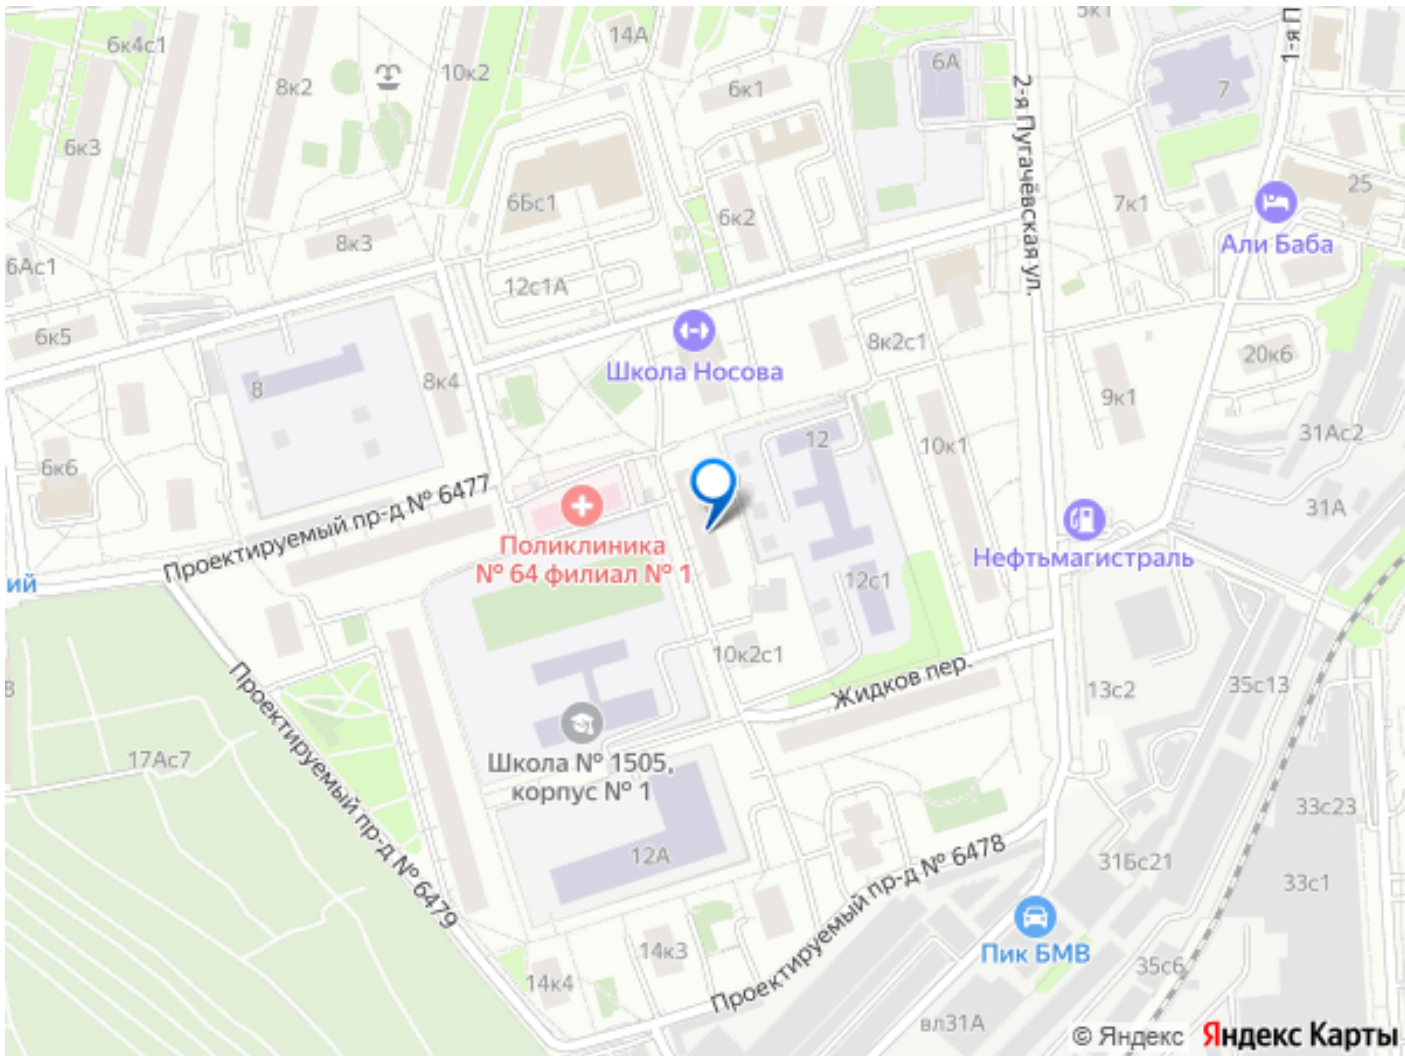 5к1
14А
6к4с1
1-я П
6А
10к2
8к2
6к1
7
2-я Пугачёвская ул.
6к3
25
6Бс1
7к1
6к2
8к3
Али Баба
6Ас1
12с1А
6к5
8к2с1
20к6
Школа Носова
8к4
8
9к1
31Ас2
12
10к1
6к6
Проектируемый пр-д № 6477
31А
Поликлиника
№ 64 филиал № 1
Нефтьмагистраль
ий
12с1
10к2с1
Жидков пер.
13с2
35с13
8
17Ас7
Школа № 1505,
корпус № 1
Проектируемый пр-д № 6479
33с23
12А
Проектируемый пр-д № 6478
31Бс21
33с1
14к3
Пик БМВ
35с6
14к4
вл31А
© Яндекс Яндекс Карты